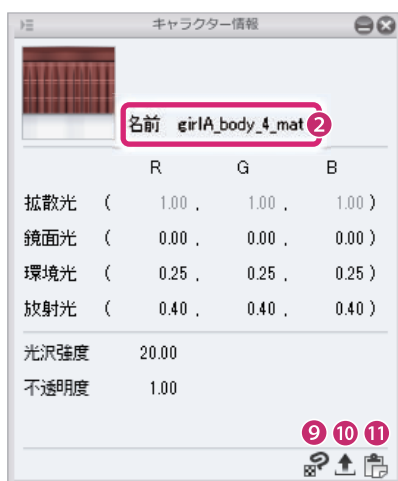 キャラクター情報
名前 girlA_body_4_mat 2
R G B
拡散光 ( 1.00 , 1.00 , 1.00 )
鏡面光 ( 0.00 , 0.00 , 0.00 )
環境光 ( 0.25 , 0.25 , 0.25 )
放射光 ( 0.40 , 0.40 , 0.40 )
光沢強度 20.00
不透明度 1.00
9 10 11